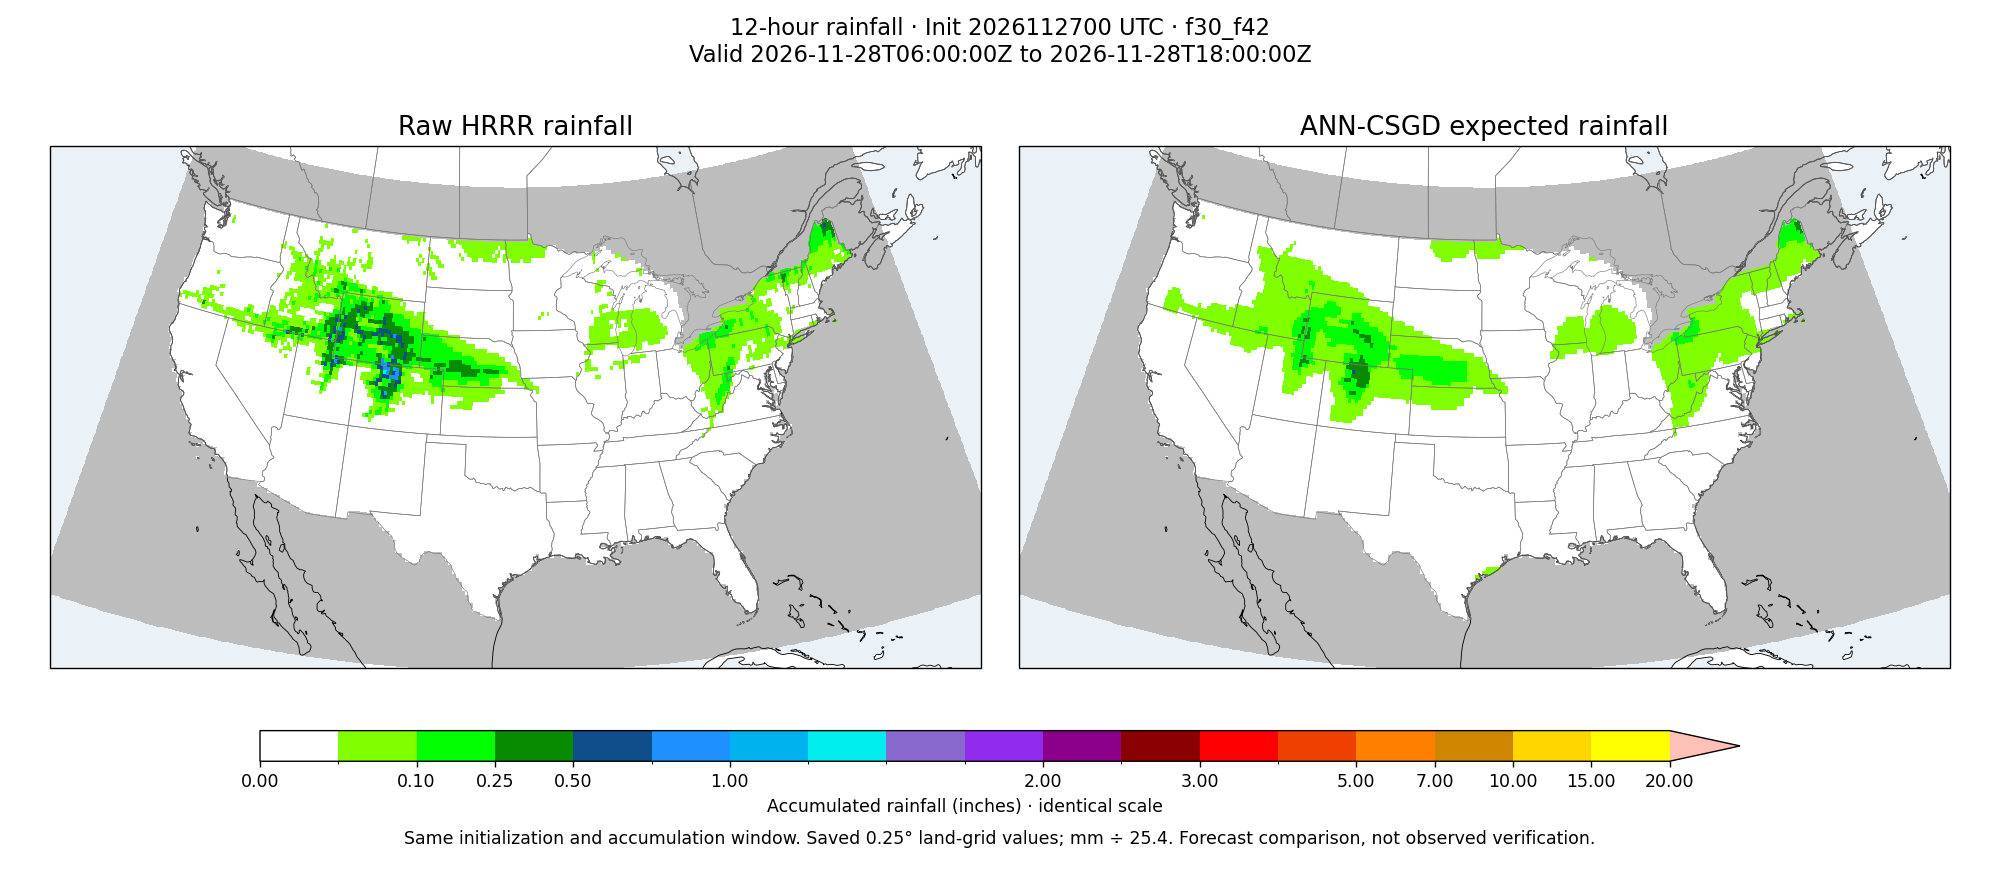 12-hour rainfall · Init 2026112700 UTC · f30_f42
Valid 2026-11-28T06:00:00Z to 2026-11-28T18:00:00Z
Raw HRRR rainfall
ANN-CSGD expected rainfall
0.00 0.10 0.25 0.50 1.00 2.00 3.00 5.00 7.00 10.00 15.00 20.00
Accumulated rainfall (inches) · identical scale
Same initialization and accumulation window. Saved 0.25° land-grid values; mm ÷ 25.4. Forecast comparison, not observed verification.